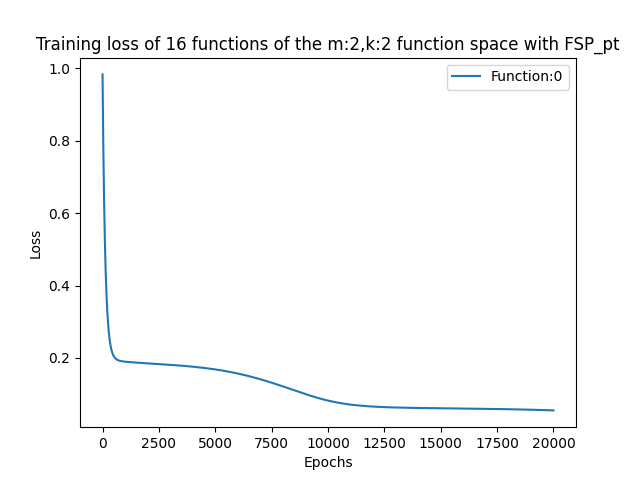 Training loss of 16 functions of the m:2,k:2 function space with FSP_pt
Function:0
1.0
0.8
0.6
0.4
0.2
Loss
0 2500 5000 7500 10000 12500 15000 17500 20000
Epochs